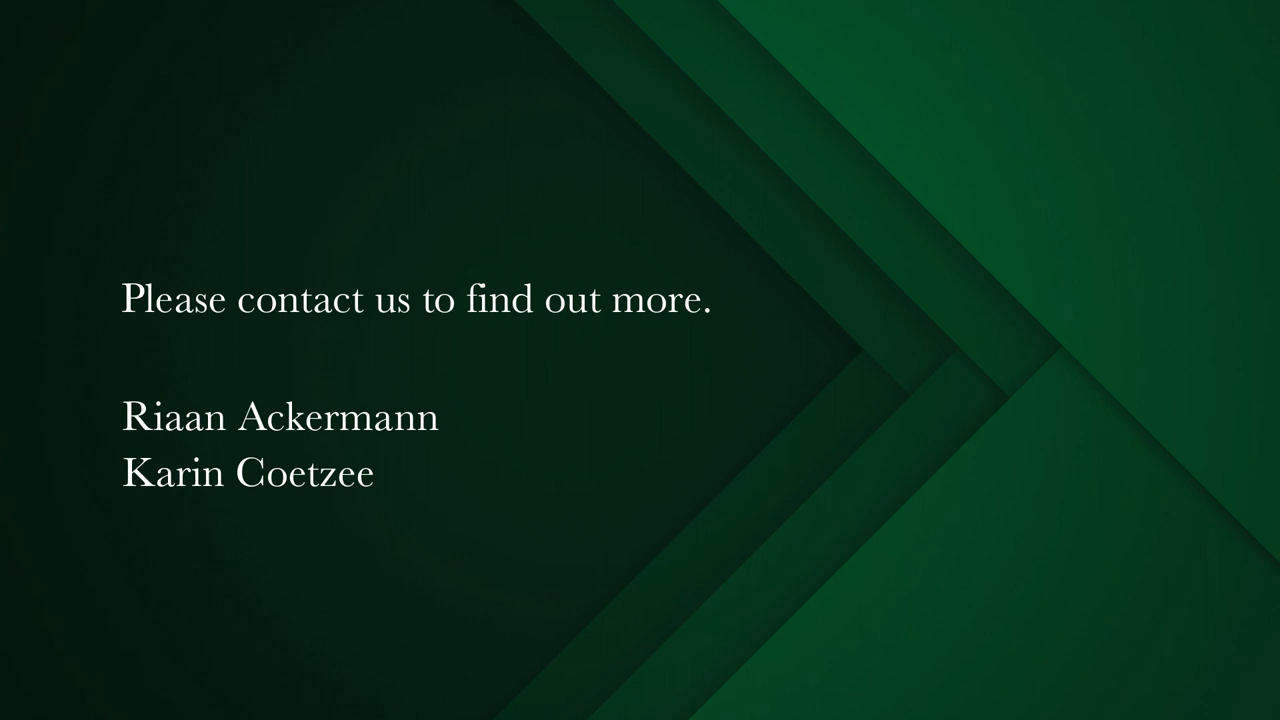 Please contact us to find out more.
Riaan Ackermann
Karin Coetzee